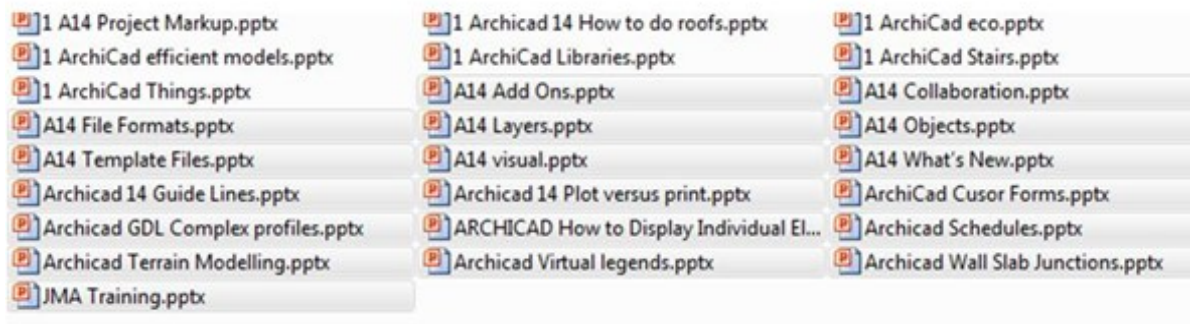 1 A14 Project Markup.pptx 1 Archicad 14 How to do roofs.pptx 1 ArchiCad eco.pptx
1 ArchiCad efficient models.pptx 1 ArchiCad Libraries.pptx 1 ArchiCad Stairs.pptx
1 ArchiCad Things.pptx A14 Add Ons.pptx A14 Collaboration.pptx
A14 File Formats.pptx A14 Layers.pptx A14 Objects.pptx
A14 Template Files.pptx A14 visual.pptx A14 What's New.pptx
Archicad 14 Guide Lines.pptx Archicad 14 Plot versus print.pptx ArchiCad Cusor Forms.pptx
Archicad GDL Complex profiles.pptx ARCHICAD How to Display Individual El... Archicad Schedules.pptx
Archicad Terrain Modelling.pptx Archicad Virtual legends.pptx Archicad Wall Slab Junctions.pptx
JMA Training.pptx